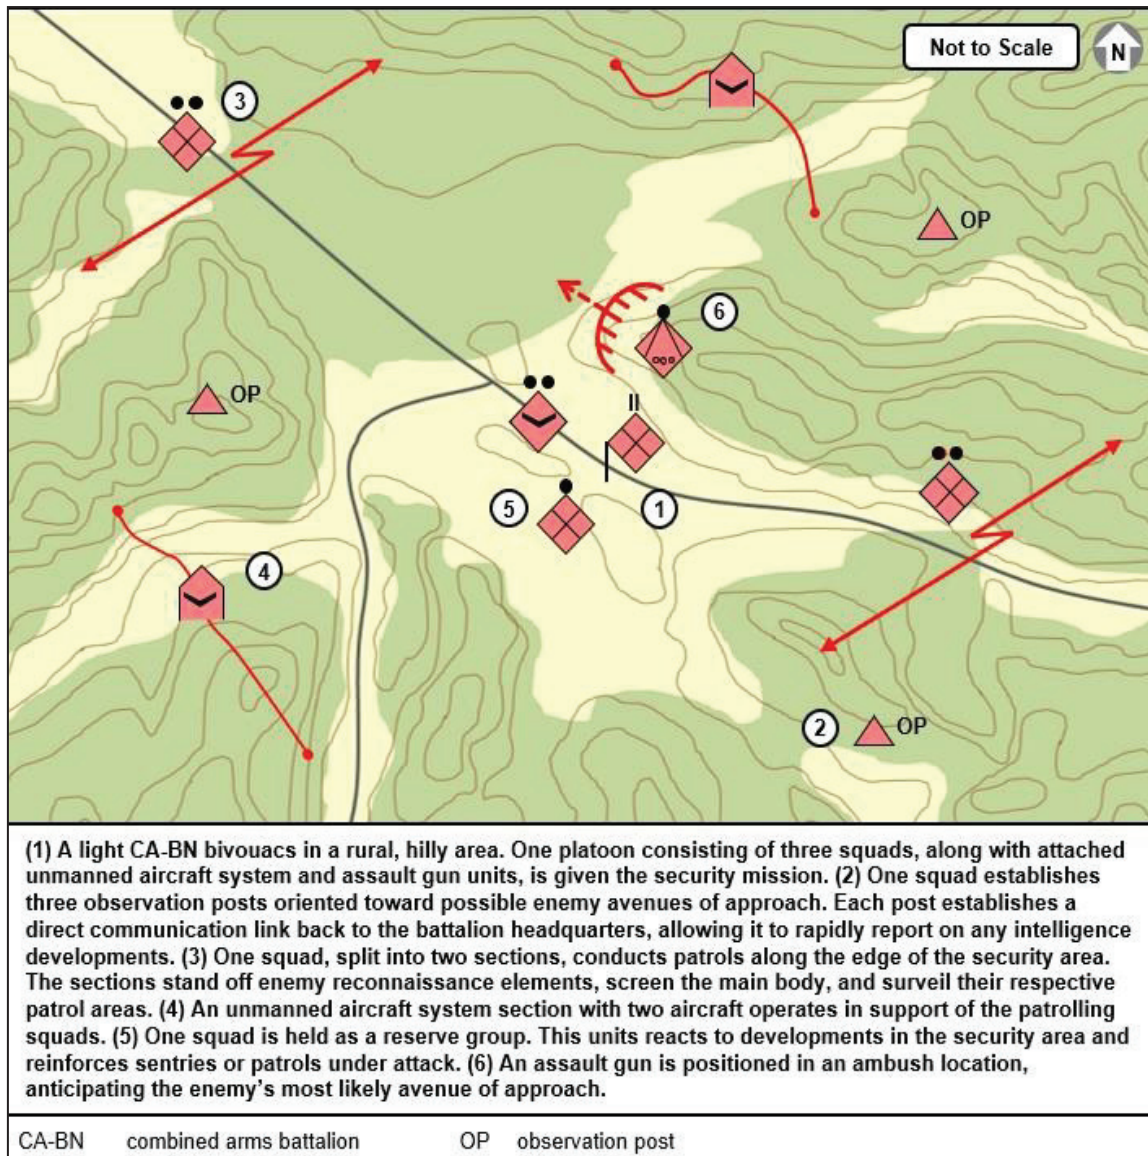 Not to Scale
N
3
OP
6
OP
5
1
4
2
OP
(1) A light CA-BN bivouacs in a rural, hilly area. One platoon consisting of three squads, along with attached
unmanned aircraft system and assault gun units, is given the security mission. (2) One squad establishes
three observation posts oriented toward possible enemy avenues of approach. Each post establishes a
direct communication link back to the battalion headquarters, allowing it to rapidly report on any intelligence
developments. (3) One squad, split into two sections, conducts patrols along the edge of the security area.
The sections stand off enemy reconnaissance elements, screen the main body, and surveil their respective
patrol areas. (4) An unmanned aircraft system section with two aircraft operates in support of the patrolling
squads. (5) One squad is held as a reserve group. This units reacts to developments in the security area and
reinforces sentries or patrols under attack. (6) An assault gun is positioned in an ambush location,
anticipating the enemy's most likely avenue of approach.
CA-BN combined arms battalion OP observation post